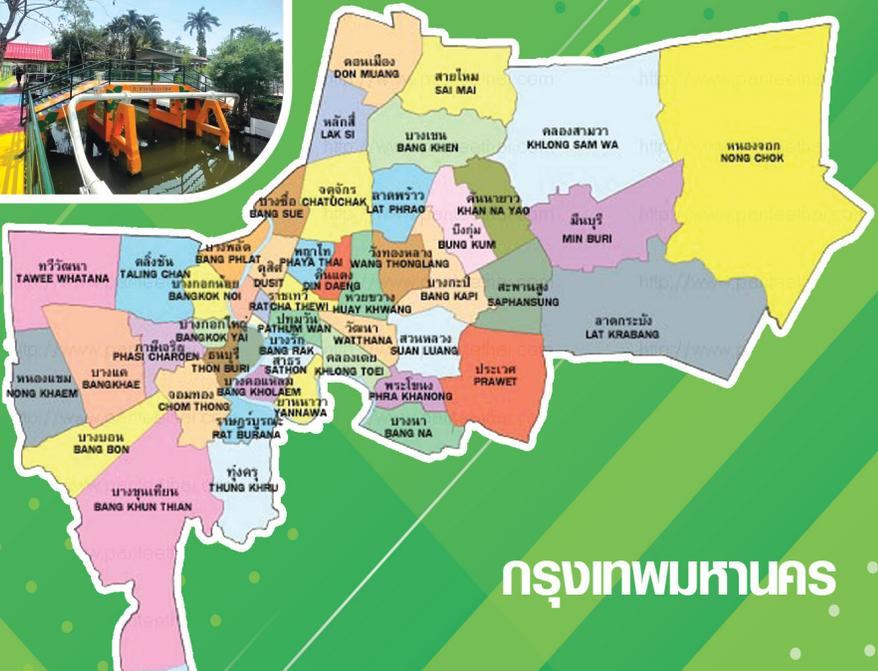 ดอนเมือง
DON MUANG
สายไหม
SAI MAI
หลักสี่
LAK SI
บางเขน
BANG KHEN
คลองสามวา
KHLONG SAM WA
หนองจอก
NONG CHOK
จตุจักร
CHATUCHAK
ลาดพร้าว
LAT PHRAO
คันนายาว
KHAN NA YAO
บางซื่อ
BANG SUE
บึงกุ่ม
BUNG KUM
มีนบุรี
MIN BURI
ทวีวัฒนา
TAWEE WHATANA
ตลิ่งชัน
TALING CHAN
บางพลัด
BANG PHLAT
ดุสิต
DUSIT
พญาไท
PHAYA THAI
ดินแดง
DIN DAENG
วังทองหลาง
WANG THONGLANG
บางกะปิ
BANG KAPI
สะพานสูง
SAPHANSUNG
บางกอกน้อย
BANGKOK NOI
ราชเทวี
RATCHA THEWI
ห้วยขวาง
HUAY KHWANG
ลาดกระบัง
LAT KRABANG
บางกอกใหญ่
BANGKOK YAI
ปทุมวัน
PATHUM WAN
วัฒนา
WATTHANA
สวนหลวง
SUAN LUANG
ภาษีเจริญ
PHASI CHAROEN
ธนบุรี
THON BURI
บางรัก
BANG RAK
สาธร
SATHON
คลองเตย
KHLONG TOEI
ประเวศ
PRAWET
หนองแขม
NONG KHAEM
บางแค
BANGKHAE
จอมทอง
CHOM THONG
บางคอแหลม
BANG KHOLAEM
ยานนาวา
YANNAWA
พระโขนง
PHRA KHANONG
ราษฎร์บูรณะ
RAT BURANA
บางนา
BANG NA
บางบอน
BANG BON
บางขุนเทียน
BANG KHUN THIAN
ทุ่งครุ
THUNG KHRU
กรุงเทพมหานคร